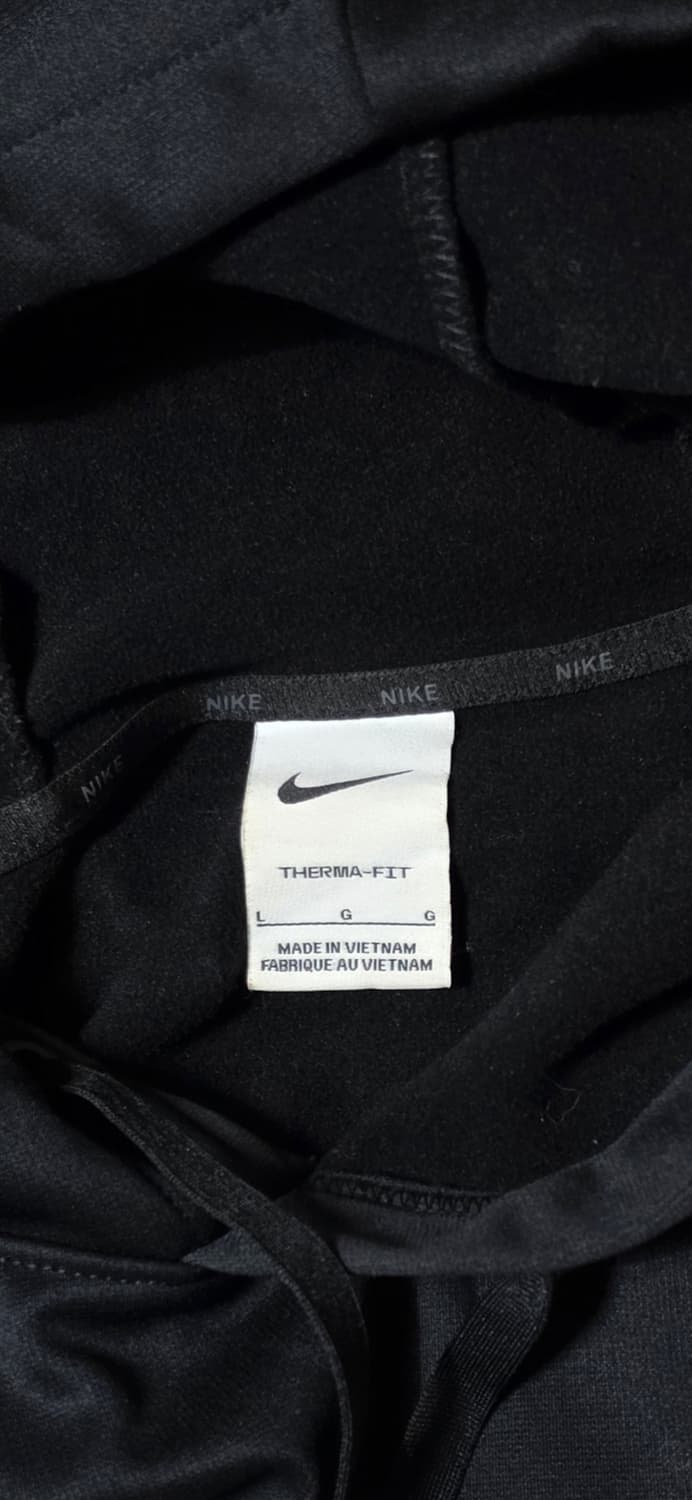 NIKE NIKE NIKE NIKE
THERMA-FIT
L G G
MADE IN VIETNAM
FABRIQUE AU VIETNAM